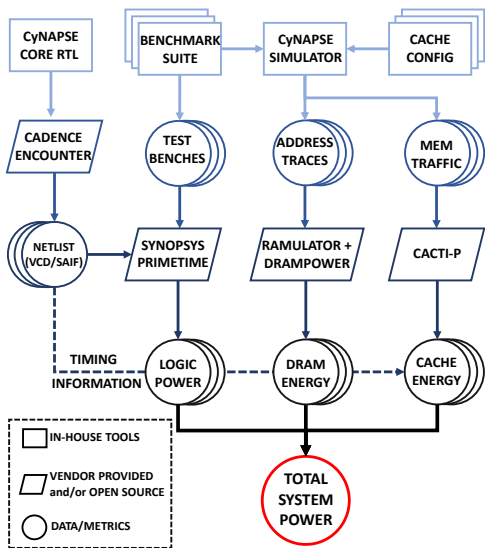 CyNAPSE
CORE RTL
BENCHMARK
SUITE
CyNAPSE
SIMULATOR
CACHE
CONFIG
CADENCE
ENCOUNTER
TEST
BENCHES
ADDRESS
TRACES
MEM
TRAFFIC
NETLIST
(VCD/SAIF)
SYNOPSYS
PRIMETIME
RAMULATOR +
DRAMPOWER
CACTI-P
TIMING
INFORMATION
LOGIC
POWER
DRAM
ENERGY
CACHE
ENERGY
IN-HOUSE TOOLS
VENDOR PROVIDED
and/or OPEN SOURCE
DATA/METRICS
TOTAL
SYSTEM
POWER